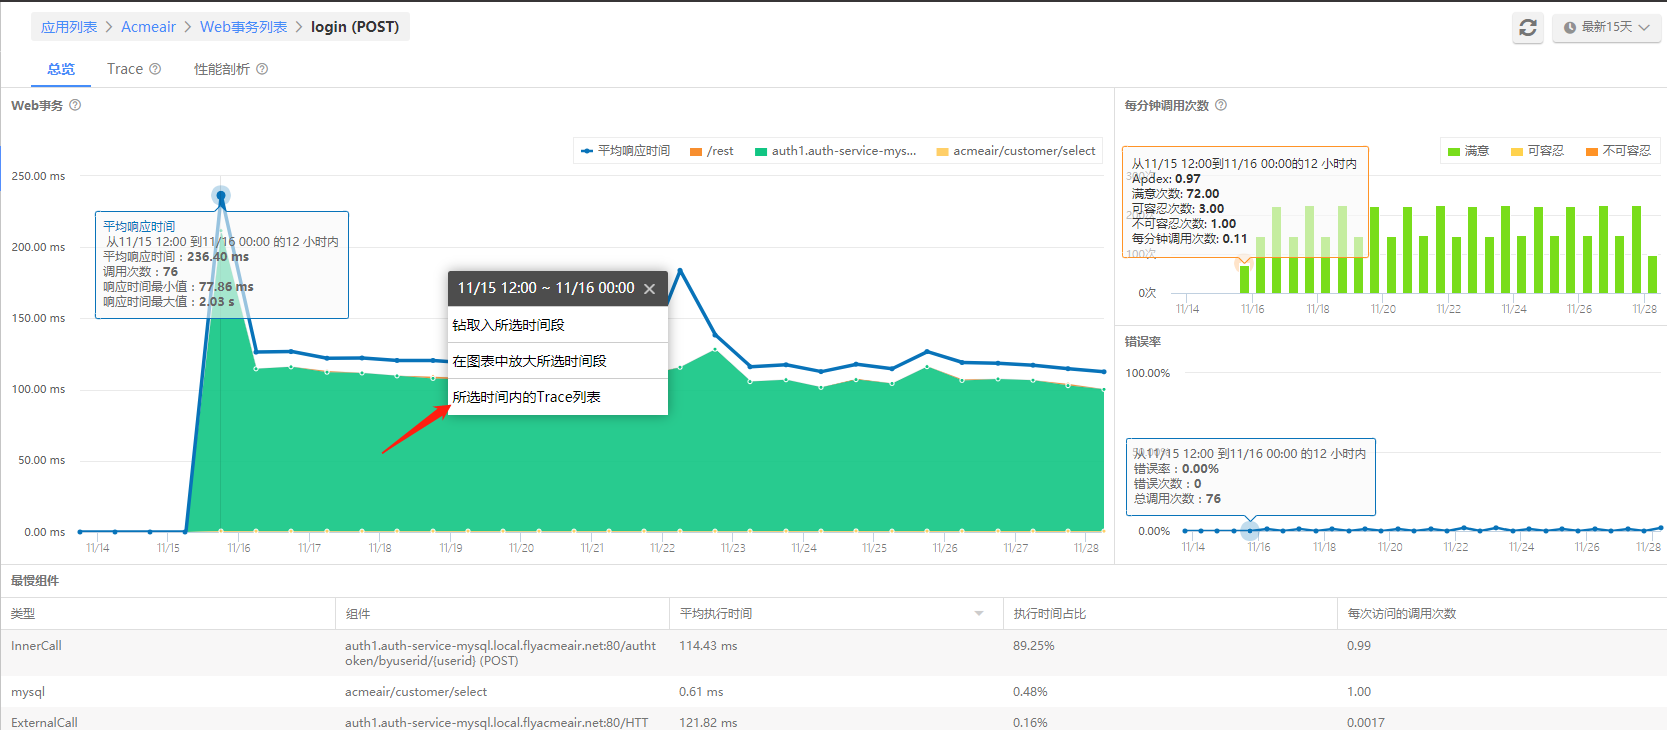 应用列表 > Acmeair > Web事务列表 > login (POST)
最新15天
总览 Trace 性能剖析
Web事务
平均响应时间 /rest auth1.auth-service-mys... acmeair/customer/select
250.00 ms
200.00 ms
150.00 ms
100.00 ms
50.00 ms
0.00 ms
平均响应时间
从11/15 12:00 到11/16 00:00 的12 小时内
平均响应时间：236.40 ms
调用次数：76
响应时间最小值：77.86 ms
响应时间最大值：2.03 s
11/15 12:00 ~ 11/16 00:00
钻取入所选时间段
在图表中放大所选时间段
所选时间内的Trace列表
11/14 11/15 11/16 11/17 11/18 11/19 11/20 11/21 11/22 11/23 11/24 11/25 11/26 11/27 11/28
每分钟调用次数
满意 可容忍 不可容忍
从11/15 12:00到11/16 00:00的12 小时内
Apdex: 0.97
满意次数: 72.00
可容忍次数: 3.00
不可容忍次数: 1.00
每分钟调用次数: 0.11
300次
200次
100次
0次
11/14 11/16 11/18 11/20 11/22 11/24 11/26 11/28
错误率
100.00%
50.00%
0.00%
从11/15 12:00 到11/16 00:00 的12 小时内
错误率：0.00%
错误次数：0
总调用次数：76
11/14 11/16 11/18 11/20 11/22 11/24 11/26 11/28
最慢组件
类型 组件 平均执行时间 执行时间占比 每次访问的调用次数
InnerCall auth1.auth-service-mysql.local.flyacmeair.net:80/autht 114.43 ms 89.25% 0.99
oken/byuserid/{userid} (POST)
mysql acmeair/customer/select 0.61 ms 0.48% 1.00
ExternalCall auth1.auth-service-mysql.local.flyacmeair.net:80/HTT 121.82 ms 0.16% 0.0017